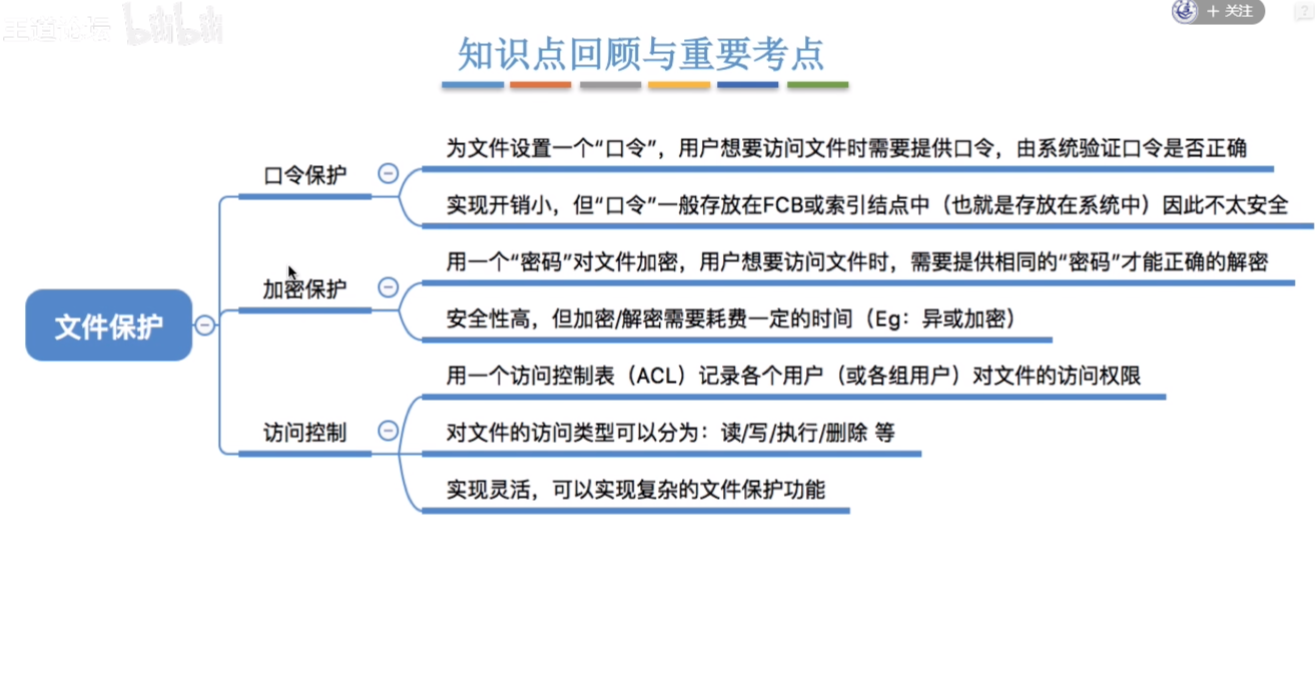 王道论坛 bilibili
+ 关注
知识点回顾与重要考点
文件保护
口令保护
为文件设置一个“口令”，用户想要访问文件时需要提供口令，由系统验证口令是否正确
实现开销小，但“口令”一般存放在FCB或索引结点中（也就是存放在系统中）因此不太安全
加密保护
用一个“密码”对文件加密，用户想要访问文件时，需要提供相同的“密码”才能正确的解密
安全性高，但加密/解密需要耗费一定的时间（Eg：异或加密）
访问控制
用一个访问控制表（ACL）记录各个用户（或各组用户）对文件的访问权限
对文件的访问类型可以分为：读/写/执行/删除 等
实现灵活，可以实现复杂的文件保护功能